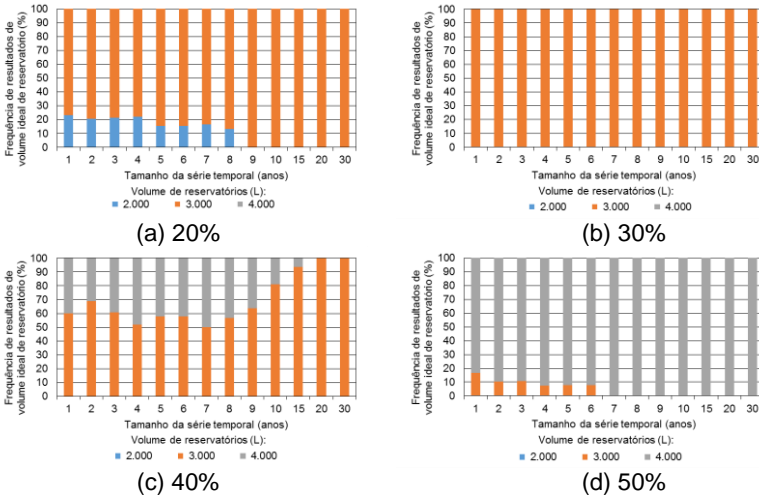 Frequência de resultados de
volume ideal de reservatório (%)
100
90
80
70
60
50
40
30
20
10
0
1 2 3 4 5 6 7 8 9 10 15 20 30
Tamanho da série temporal (anos)
Volume de reservatórios (L):
2.000 3.000 4.000
(a) 20%
Frequência de resultados de
volume ideal de reservatório (%)
100
90
80
70
60
50
40
30
20
10
0
1 2 3 4 5 6 7 8 9 10 15 20 30
Tamanho da série temporal (anos)
Volume de reservatórios (L):
2.000 3.000 4.000
(b) 30%
Frequência de resultados de
volume ideal de reservatório (%)
100
90
80
70
60
50
40
30
20
10
0
1 2 3 4 5 6 7 8 9 10 15 20 30
Tamanho da série temporal (anos)
Volume de reservatórios (L):
2.000 3.000 4.000
(c) 40%
Frequência de resultados de
volume ideal de reservatório (%)
100
90
80
70
60
50
40
30
20
10
0
1 2 3 4 5 6 7 8 9 10 15 20 30
Tamanho da série temporal (anos)
Volume de reservatórios (L):
2.000 3.000 4.000
(d) 50%